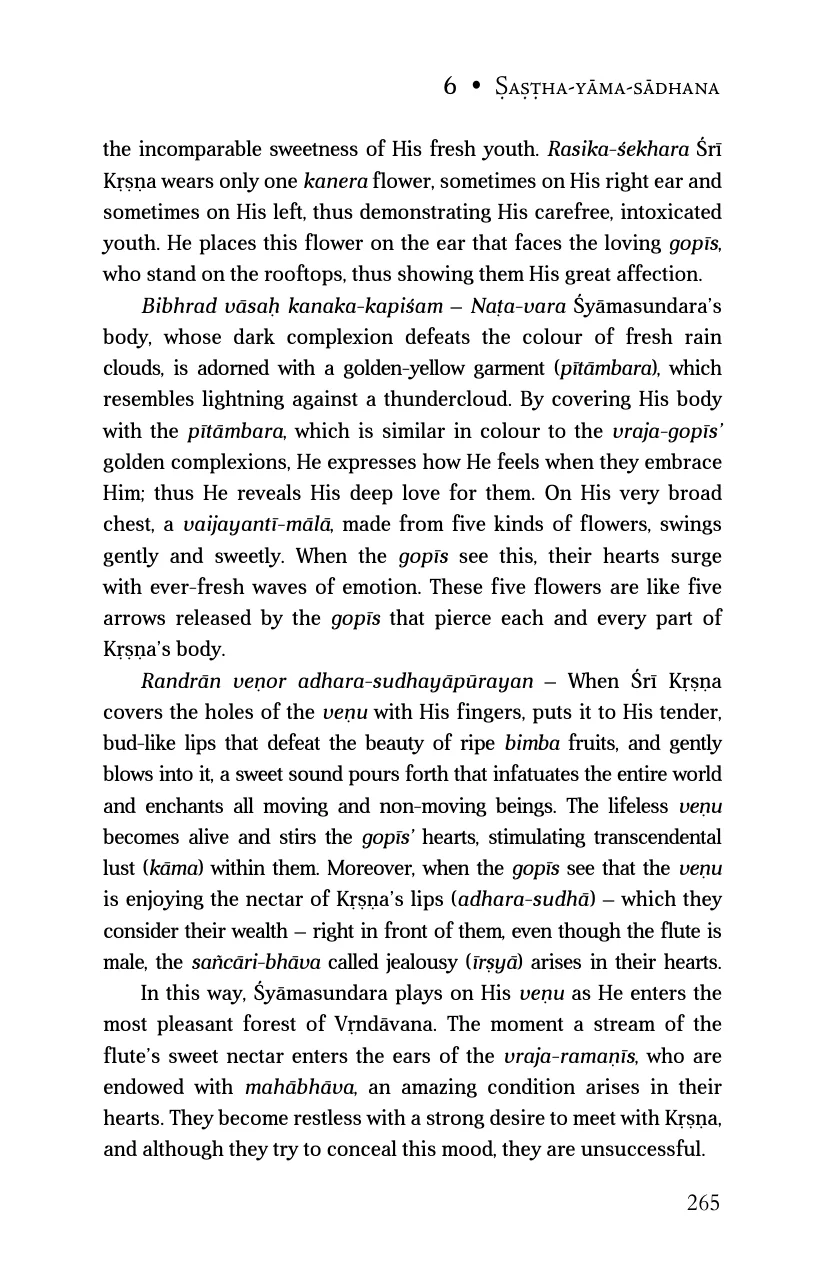 6 • Ṣaṣṭha-yāma-sādhana
the incomparable sweetness of His fresh youth. Rasika-śekhara Śrī
Kṛṣṇa wears only one kanera flower, sometimes on His right ear and
sometimes on His left, thus demonstrating His carefree, intoxicated
youth. He places this flower on the ear that faces the loving gopīs,
who stand on the rooftops, thus showing them His great affection.
Bibhrad vāsaḥ kanaka-kapiśam – Naṭa-vara Śyāmasundara’s
body, whose dark complexion defeats the colour of fresh rain
clouds, is adorned with a golden-yellow garment (pītāmbara), which
resembles lightning against a thundercloud. By covering His body
with the pītāmbara, which is similar in colour to the vraja-gopīs’
golden complexions, He expresses how He feels when they embrace
Him; thus He reveals His deep love for them. On His very broad
chest, a vaijayantī-mālā, made from five kinds of flowers, swings
gently and sweetly. When the gopīs see this, their hearts surge
with ever-fresh waves of emotion. These five flowers are like five
arrows released by the gopīs that pierce each and every part of
Kṛṣṇa’s body.
Randrān veṇor adhara-sudhayāpūrayan – When Śrī Kṛṣṇa
covers the holes of the veṇu with His fingers, puts it to His tender,
bud-like lips that defeat the beauty of ripe bimba fruits, and gently
blows into it, a sweet sound pours forth that infatuates the entire world
and enchants all moving and non-moving beings. The lifeless veṇu
becomes alive and stirs the gopīs’ hearts, stimulating transcendental
lust (kāma) within them. Moreover, when the gopīs see that the veṇu
is enjoying the nectar of Kṛṣṇa’s lips (adhara-sudhā) – which they
consider their wealth – right in front of them, even though the flute is
male, the sañcāri-bhāva called jealousy (īrṣyā) arises in their hearts.
In this way, Śyāmasundara plays on His veṇu as He enters the
most pleasant forest of Vṛndāvana. The moment a stream of the
flute’s sweet nectar enters the ears of the vraja-ramaṇīs, who are
endowed with mahābhāva, an amazing condition arises in their
hearts. They become restless with a strong desire to meet with Kṛṣṇa,
and although they try to conceal this mood, they are unsuccessful.
265